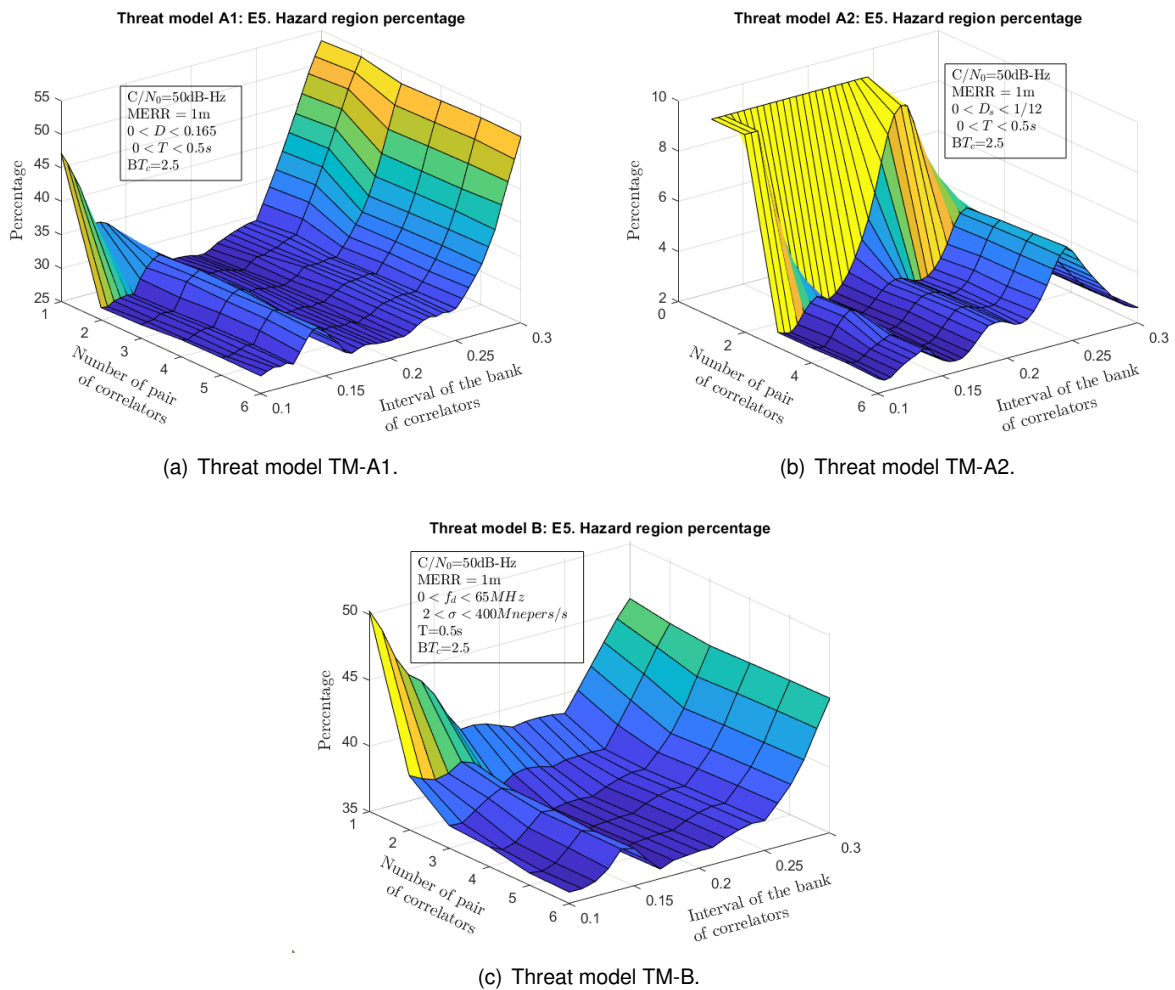 Threat model A1: E5. Hazard region percentage
C/N₀=50dB-Hz
MERR = 1m
0 < D < 0.165
0 < T < 0.5s
BT_c=2.5
Percentage
55
50
45
40
35
30
25
1
2
3
4
5
6
Number of pair
of correlators
0.1
0.15
0.2
0.25
0.3
Interval of the bank
of correlators
(a) Threat model TM-A1.
Threat model A2: E5. Hazard region percentage
C/N₀=50dB-Hz
MERR = 1m
0 < D_s < 1/12
0 < T < 0.5s
BT_c=2.5
Percentage
10
8
6
4
2
0
2
4
6
Number of pair
of correlators
0.1
0.15
0.2
0.25
0.3
Interval of the bank
of correlators
(b) Threat model TM-A2.
Threat model B: E5. Hazard region percentage
C/N₀=50dB-Hz
MERR = 1m
0 < f_d < 65MHz
2 < σ < 400Mnepers/s
T=0.5s
BT_c=2.5
Percentage
50
45
40
35
1
2
3
4
5
6
Number of pair
of correlators
0.1
0.15
0.2
0.25
0.3
Interval of the bank
of correlators
(c) Threat model TM-B.